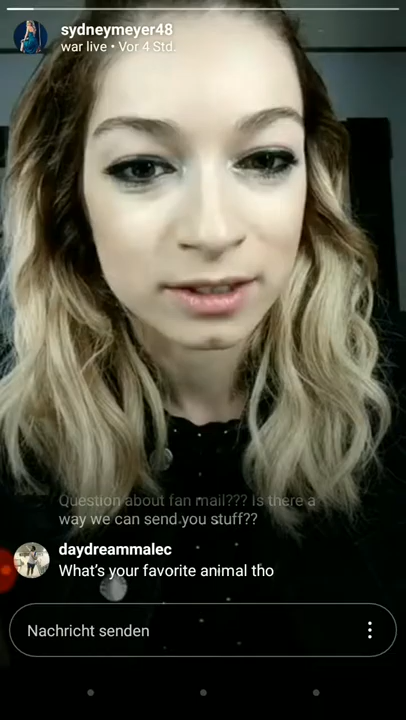 sydneymeyer48
war live • Vor 4 Std.
Question about fan mail??? Is there a
way we can send you stuff??
daydreammalec
What's your favorite animal tho
Nachricht senden